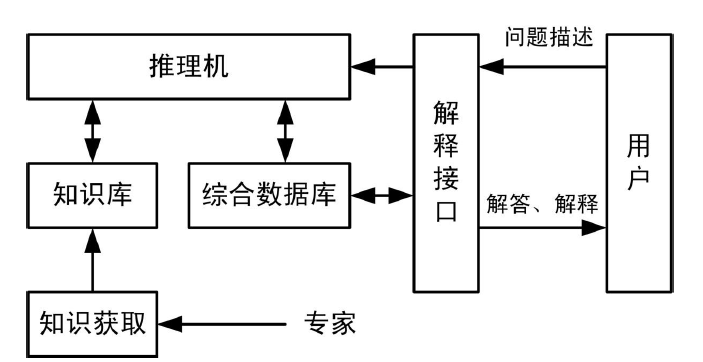 问题描述
推理机
解释接口
用户
知识库
综合数据库
解答、解释
知识获取
专家